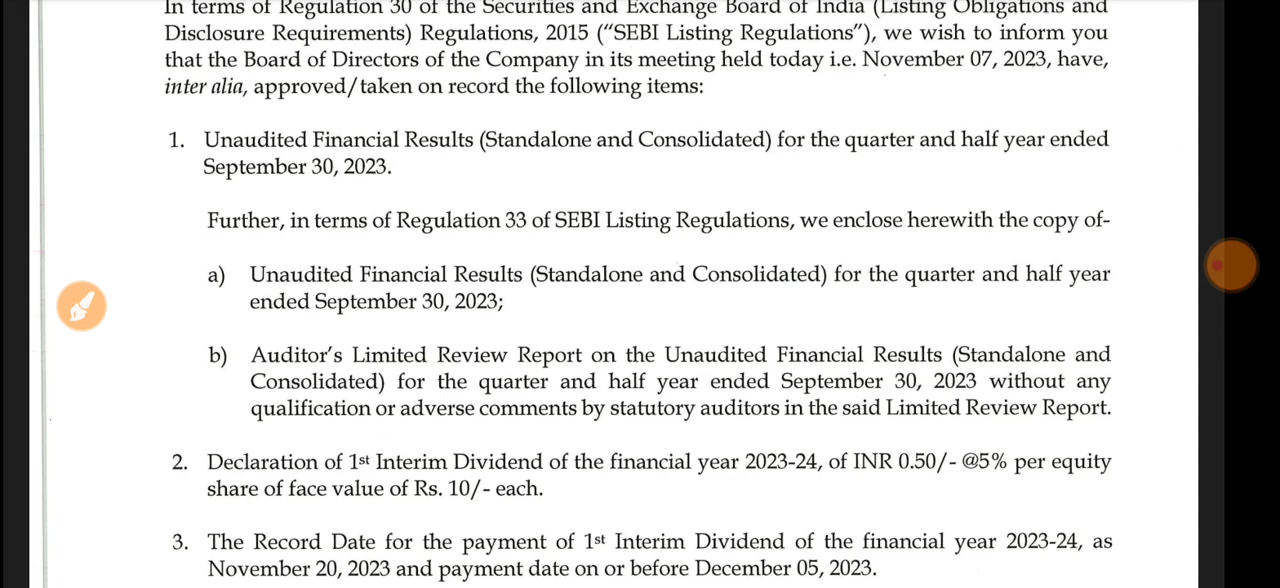 In terms of Regulation 30 of the Securities and Exchange Board of India (Listing Obligations and
Disclosure Requirements) Regulations, 2015 (“SEBI Listing Regulations”), we wish to inform you
that the Board of Directors of the Company in its meeting held today i.e. November 07, 2023, have,
inter alia, approved/taken on record the following items:
1. Unaudited Financial Results (Standalone and Consolidated) for the quarter and half year ended
September 30, 2023.
Further, in terms of Regulation 33 of SEBI Listing Regulations, we enclose herewith the copy of-
a) Unaudited Financial Results (Standalone and Consolidated) for the quarter and half year
ended September 30, 2023;
b) Auditor’s Limited Review Report on the Unaudited Financial Results (Standalone and
Consolidated) for the quarter and half year ended September 30, 2023 without any
qualification or adverse comments by statutory auditors in the said Limited Review Report.
2. Declaration of 1st Interim Dividend of the financial year 2023-24, of INR 0.50/- @5% per equity
share of face value of Rs. 10/- each.
3. The Record Date for the payment of 1st Interim Dividend of the financial year 2023-24, as
November 20, 2023 and payment date on or before December 05, 2023.